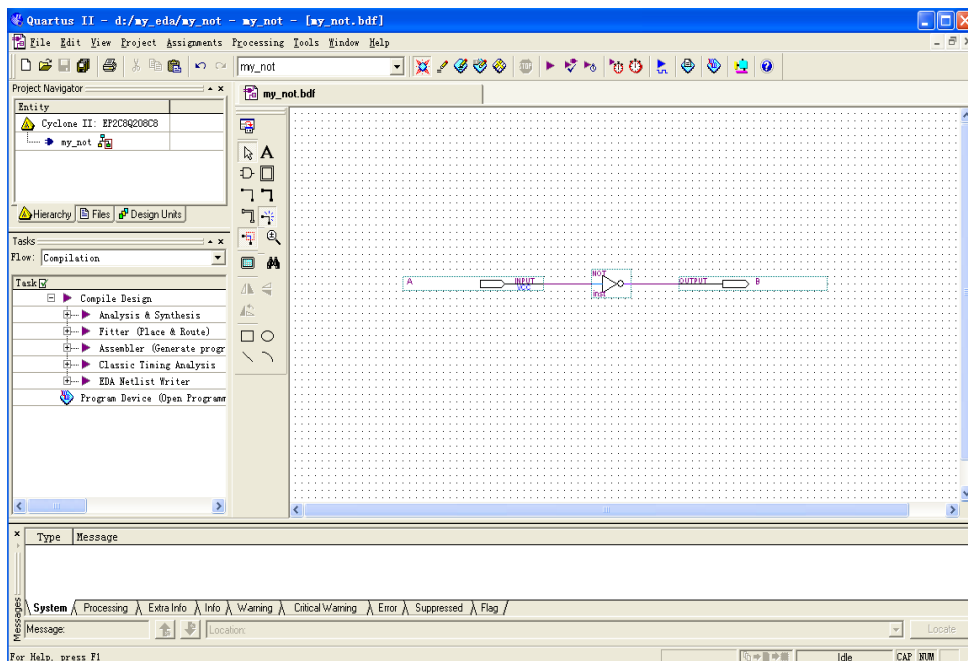 Quartus II - d:/my_eda/my_not - my_not - [my_not.bdf]
File Edit View Project Assignments Processing Tools Window Help
my_not
Project Navigator
my_not.bdf
Entity
Cyclone II: EP2C8Q208C8
my_not
Hierarchy Files Design Units
Tasks
Flow: Compilation
Task
Compile Design
Analysis & Synthesis
Fitter (Place & Route)
Assembler (Generate progr
Classic Timing Analysis
EDA Netlist Writer
Program Device (Open Programm
NOT
A INPUT VCC OUTPUT B
inst
Type Message
System Processing Extra Info Info Warning Critical Warning Error Suppressed Flag
Messages
Message: Location: Locate
For Help, press F1 Idle CAP NUM